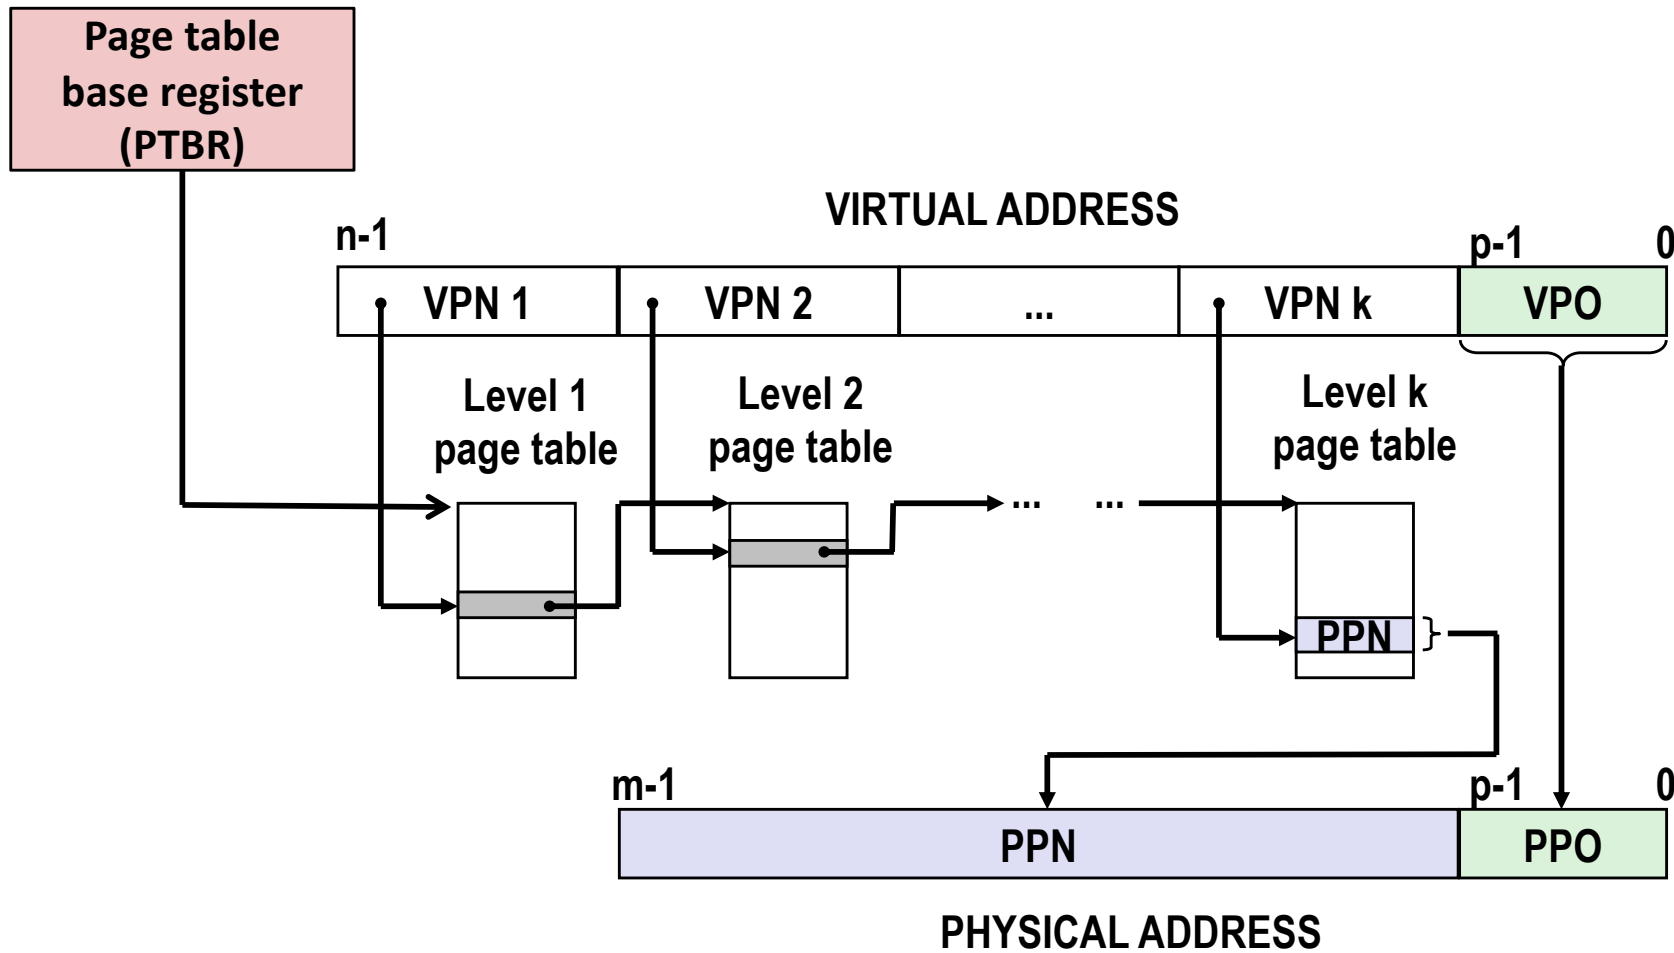 Page table
base register
(PTBR)
VIRTUAL ADDRESS
n-1 p-1 0
VPN 1 VPN 2 ... VPN k VPO
Level 1 Level 2 Level k
page table page table page table
... ...
PPN
m-1 p-1 0
PPN PPO
PHYSICAL ADDRESS